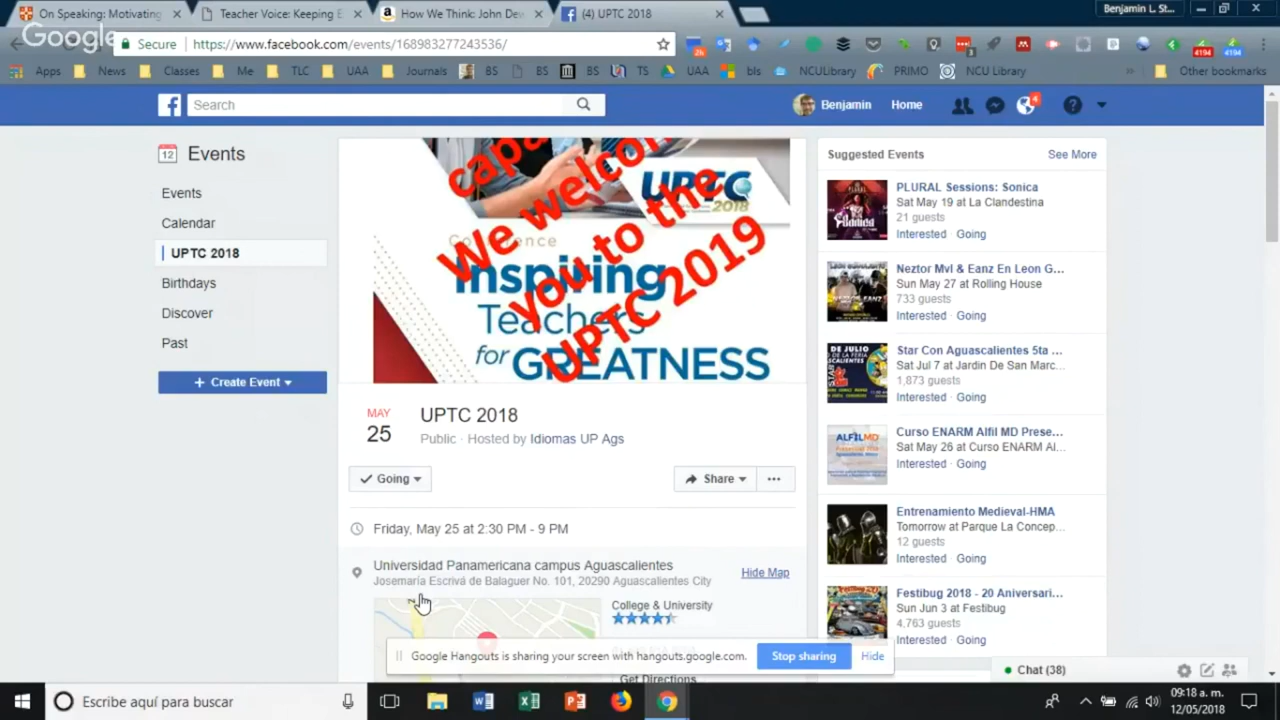 On Speaking: Motivating
Teacher Voice: Keeping E
How We Think: John Dew
(4) UPTC 2018
Benjamin L. St...
Google
Secure
https://www.facebook.com/events/168983277243536/
Apps
News
Classes
Me
TLC
UAA
Journals
BS
BS
BS
TS
UAA
bls
NCULibrary
PRIMO
NCU Library
Other bookmarks
Search
Benjamin
Home
4
12
Events
Events
Calendar
UPTC 2018
Birthdays
Discover
Past
+ Create Event
capa
We welcom
you to the
UPTC 2019
UPTC
2018
Conference
Inspiring
Teachers
for GREATNESS
MAY
25
UPTC 2018
Public · Hosted by Idiomas UP Ags
Going
Share
...
Friday, May 25 at 2:30 PM - 9 PM
Universidad Panamericana campus Aguascalientes
Josemaría Escrivá de Balaguer No. 101, 20290 Aguascalientes City
Hide Map
College & University
Get Directions
Google Hangouts is sharing your screen with hangouts.google.com.
Stop sharing
Hide
Suggested Events
See More
PLURAL Sessions: Sonica
Sat May 19 at La Clandestina
21 guests
Interested · Going
Neztor Mvl & Eanz En Leon G...
Sun May 27 at Rolling House
733 guests
Interested · Going
Star Con Aguascalientes 5ta ...
Sat Jul 7 at Jardin De San Marc...
1,873 guests
Interested · Going
Curso ENARM Alfil MD Prese...
Sat May 26 at Curso ENARM Al...
Interested · Going
Entrenamiento Medieval-HMA
Tomorrow at Parque La Concep...
12 guests
Interested · Going
Festibug 2018 - 20 Aniversari...
Sun Jun 3 at Festibug
4,763 guests
Interested · Going
Chat (38)
Escribe aquí para buscar
09:18 a. m.
12/05/2018